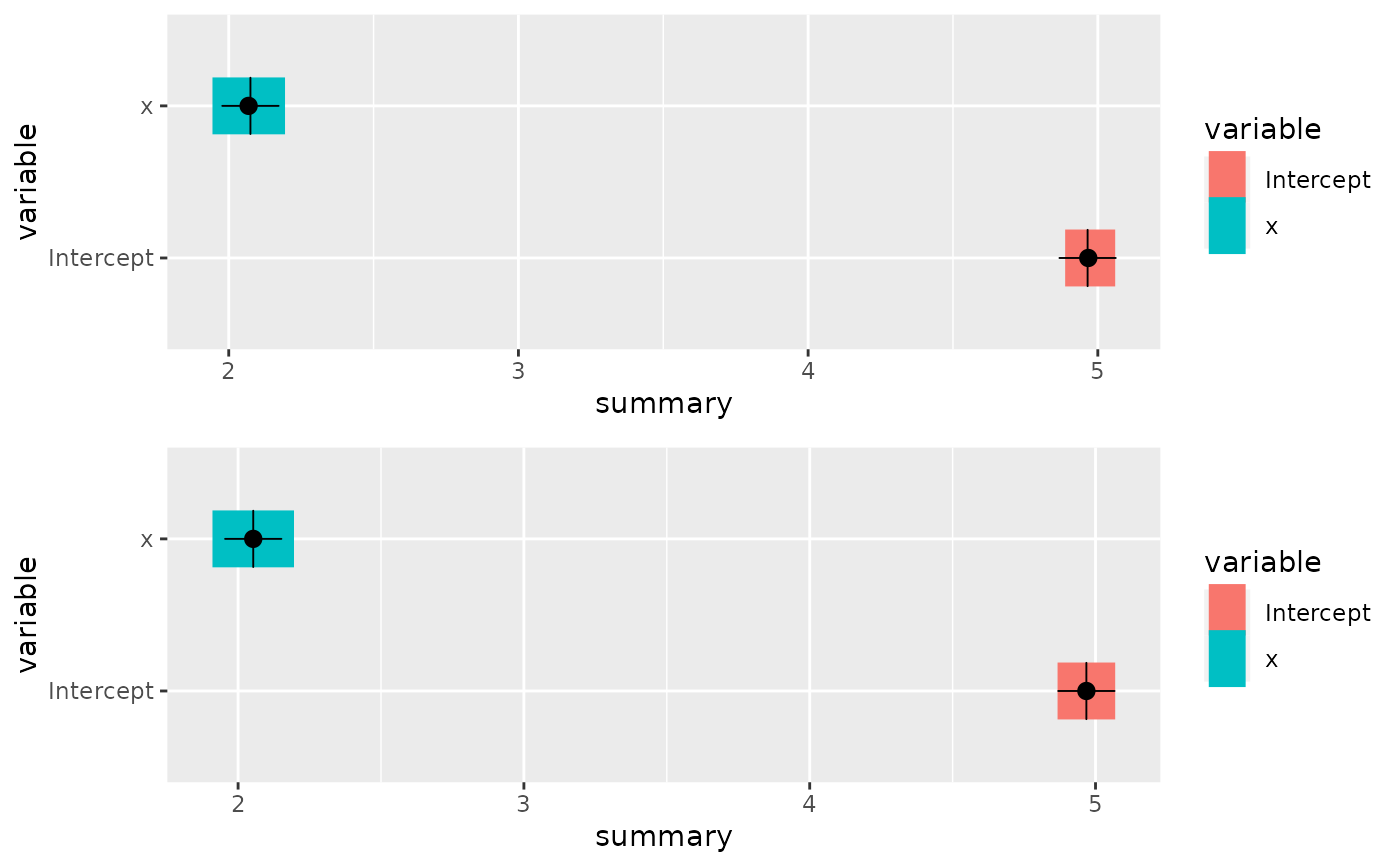 variable
x
Intercept
2 3 4 5
summary
variable
Intercept
x
variable
x
Intercept
2 3 4 5
summary
variable
Intercept
x